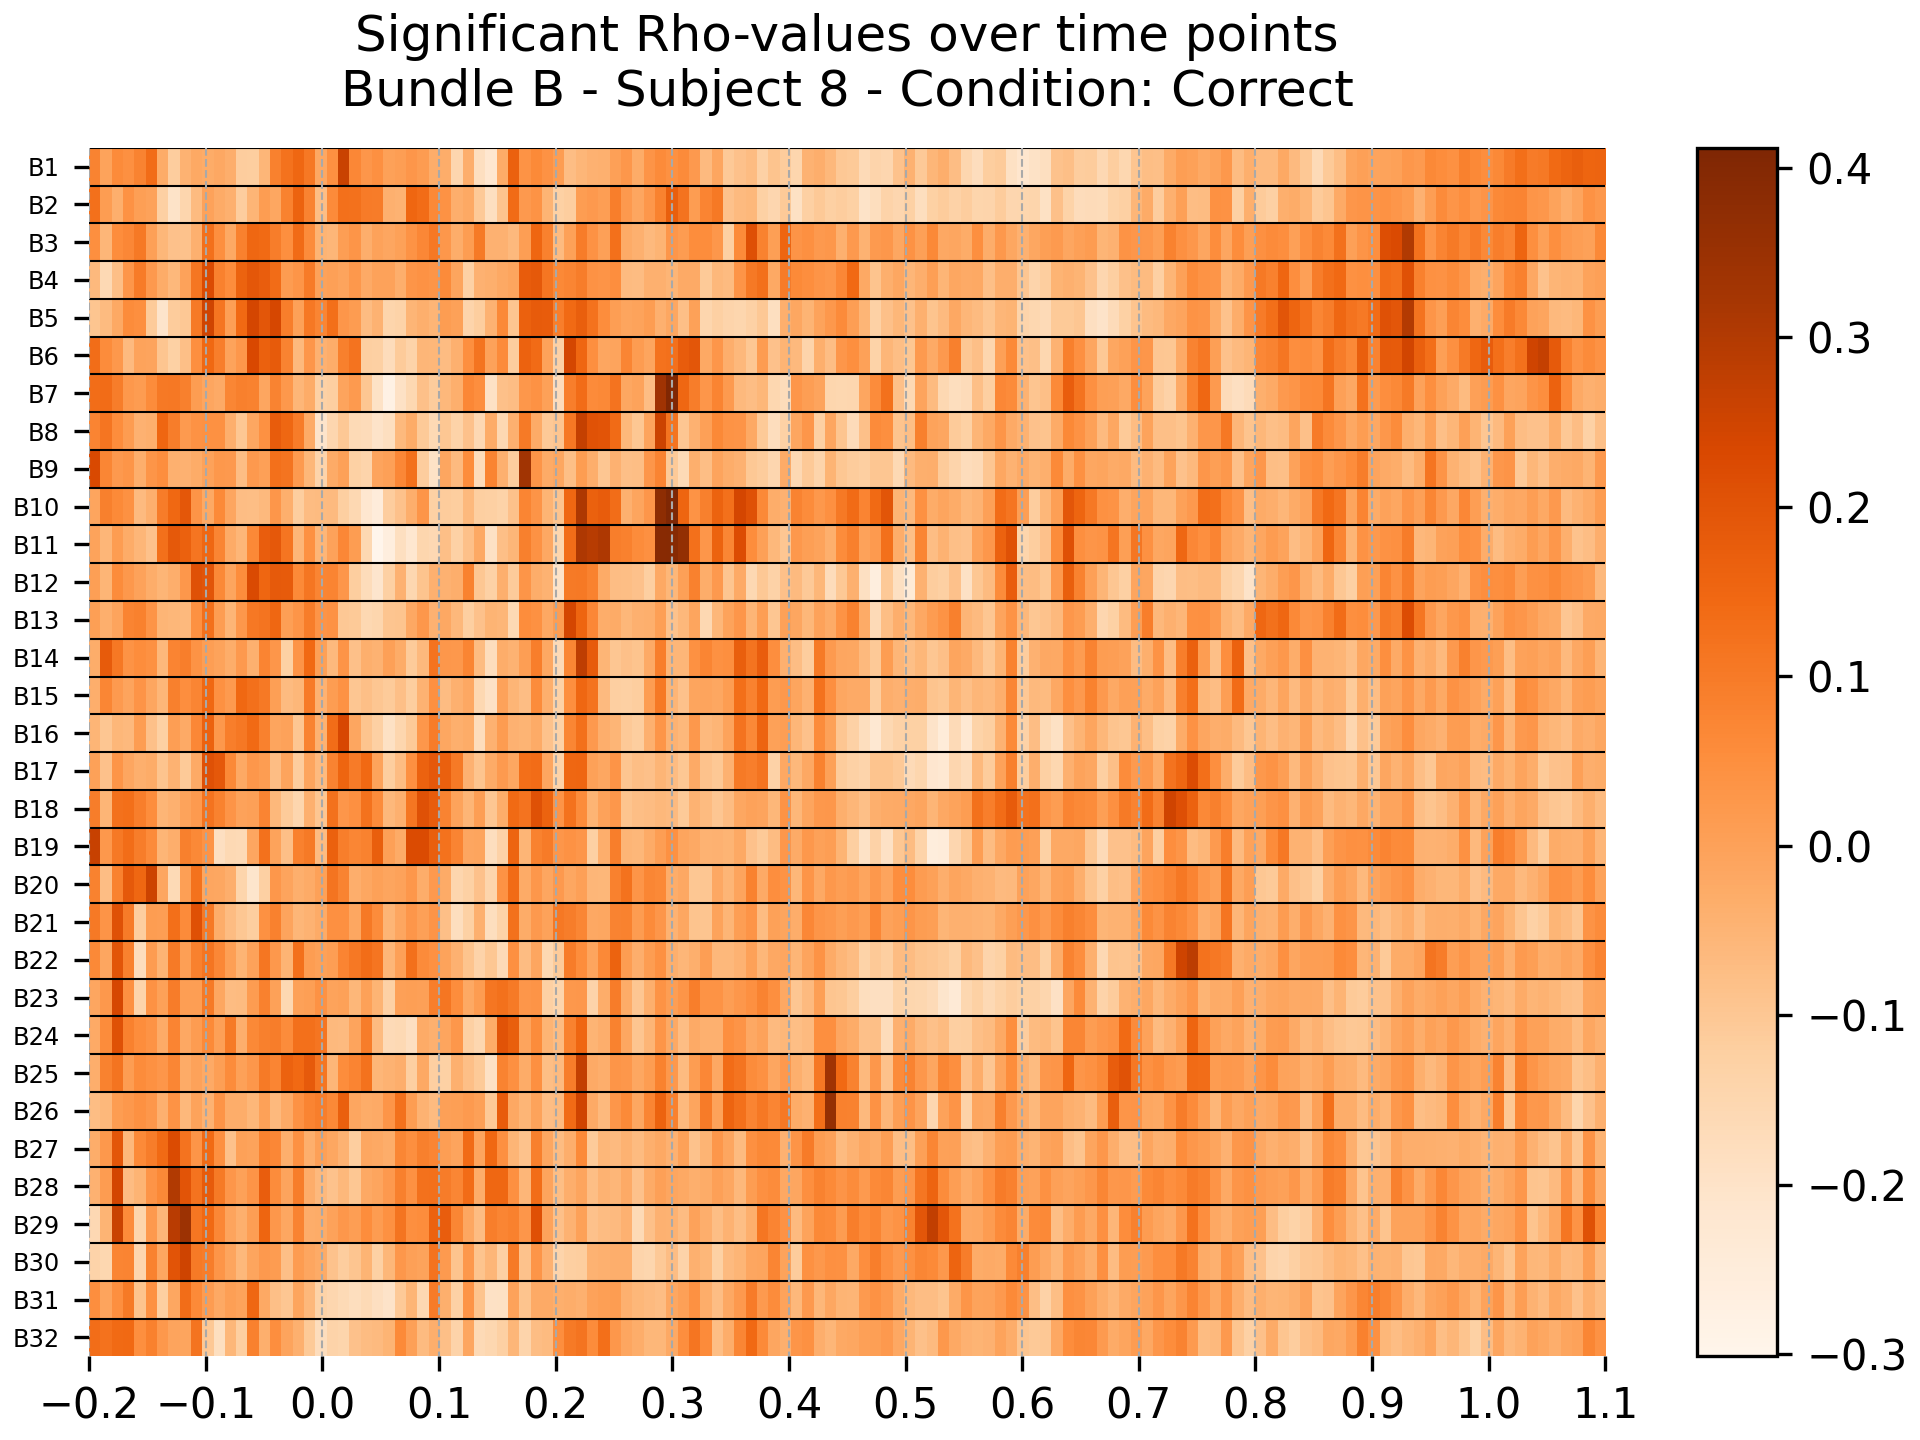 Significant Rho-values over time points
Bundle B - Subject 8 - Condition: Correct
B1
B2
B3
B4
B5
B6
B7
B8
B9
B10
B11
B12
B13
B14
B15
B16
B17
B18
B19
B20
B21
B22
B23
B24
B25
B26
B27
B28
B29
B30
B31
B32
−0.2 −0.1 0.0 0.1 0.2 0.3 0.4 0.5 0.6 0.7 0.8 0.9 1.0 1.1
0.4
0.3
0.2
0.1
0.0
−0.1
−0.2
−0.3